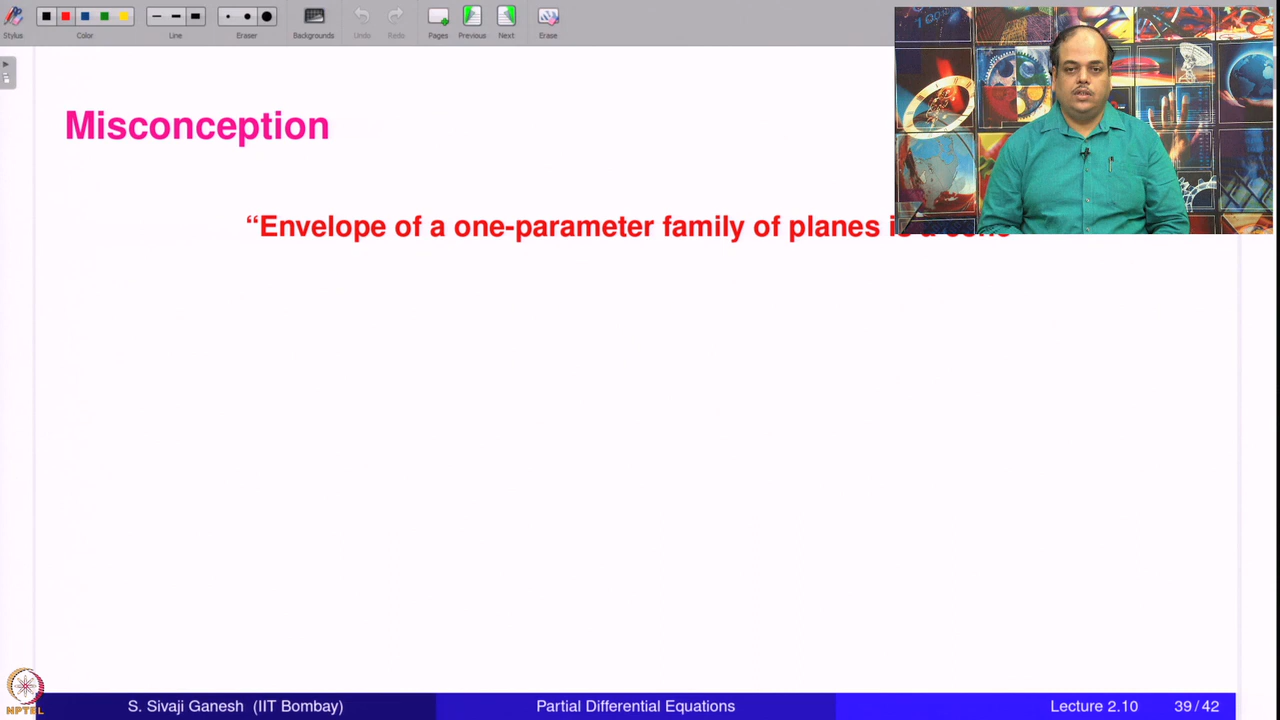 Stylus
Color
Line
Eraser
Backgrounds
Undo
Redo
Pages
Previous
Next
Erase
Misconception
“Envelope of a one-parameter family of planes is a
NPTEL
S. Sivaji Ganesh (IIT Bombay)
Partial Differential Equations
Lecture 2.10
39 / 42